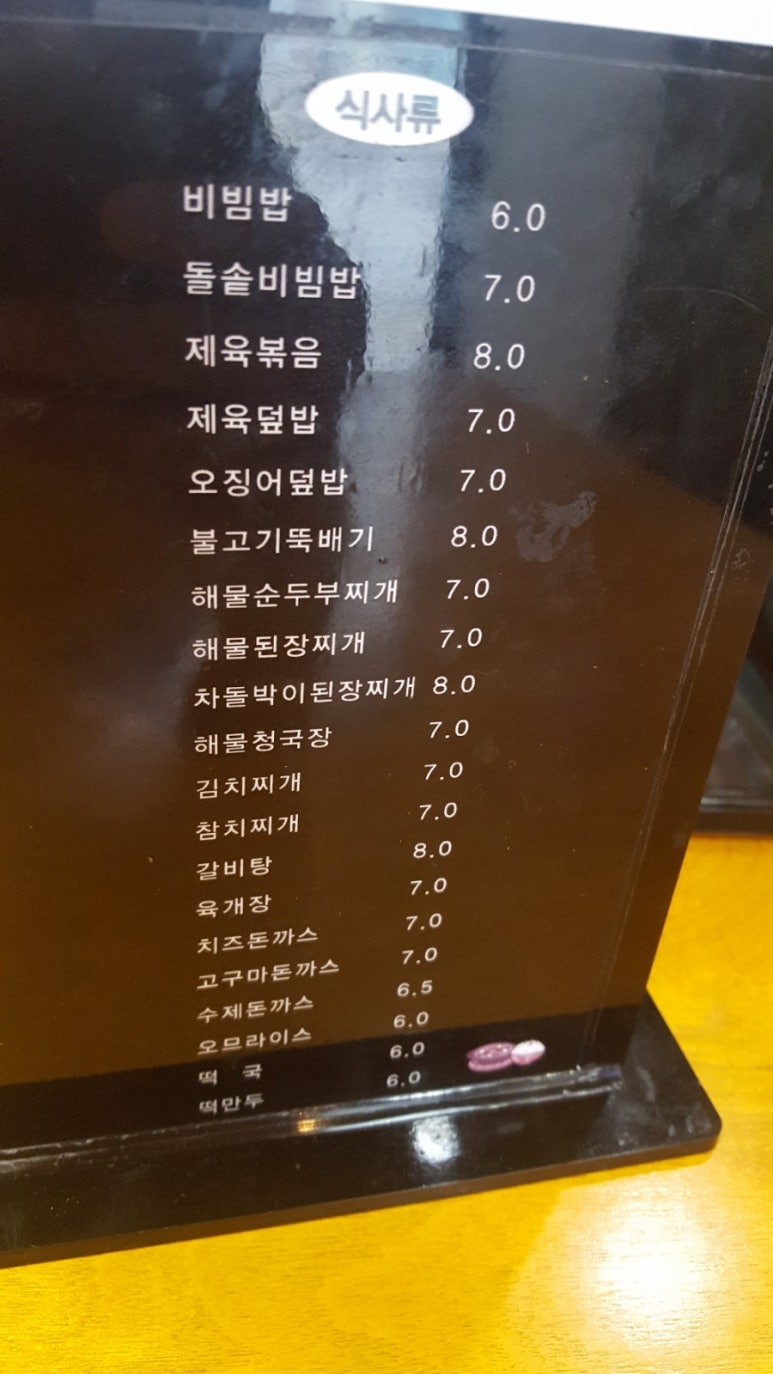 식사류
비빔밥 6.0
돌솥비빔밥 7.0
제육볶음 8.0
제육덮밥 7.0
오징어덮밥 7.0
불고기뚝배기 8.0
해물순두부찌개 7.0
해물된장찌개 7.0
차돌박이된장찌개 8.0
해물청국장 7.0
김치찌개 7.0
참치찌개 7.0
갈비탕 8.0
육개장 7.0
치즈돈까스 7.0
고구마돈까스 7.0
수제돈까스 6.5
오므라이스 6.0
떡 국 6.0
떡만두 6.0